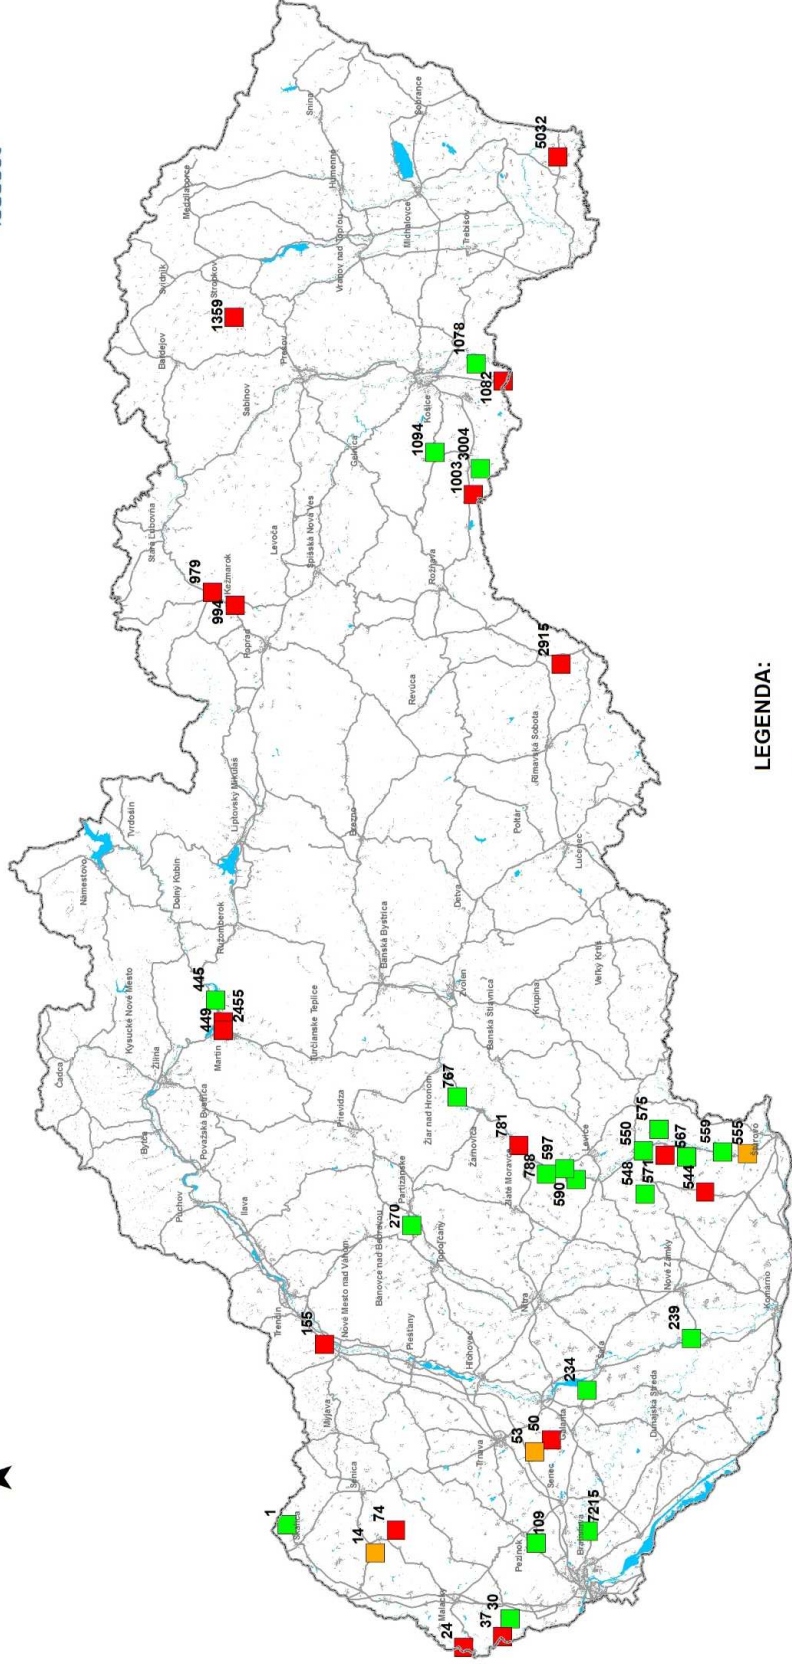 Čadca
Námestovo
Kysucké Nové Mesto
Tvrdošín
Bytča
Žilina
Dolný Kubín
Stará Ľubovňa
Bardejov
Svidník
Medzilaborce
Považská Bystrica
Púchov
Martin
449
445
2455
Ružomberok
Liptovský Mikuláš
979
994
Kežmarok
Poprad
Levoča
Sabinov
1359
Stropkov
Snina
Ilava
Trenčín
Prievidza
Turčianske Teplice
Spišská Nová Ves
Prešov
Vranov nad Topľou
Humenné
1
Skalica
Myjava
155
Nové Mesto nad Váhom
Bánovce nad Bebravou
Partizánske
Banská Bystrica
Brezno
Gelnica
Michalovce
Sobrance
Senica
14
74
Piešťany
270
Topoľčany
Žiar nad Hronom
767
Zvolen
Detva
Revúca
Rožňava
1094
Košice
1078
Trebišov
24
Malacky
37
30
Hlohovec
Trnava
Žarnovica
Banská Štiavnica
Krupina
Poltár
Rimavská Sobota
1003
3004
1082
5032
Pezinok
109
53
50
Senec
Galanta
234
Nitra
Zlaté Moravce
781
788
597
590
Levice
Veľký Krtíš
Lučenec
2915
Bratislava
7215
Šaľa
Dunajská Streda
239
Nové Zámky
548
550
575
571
567
544
559
555
Štúrovo
Komárno
LEGENDA: